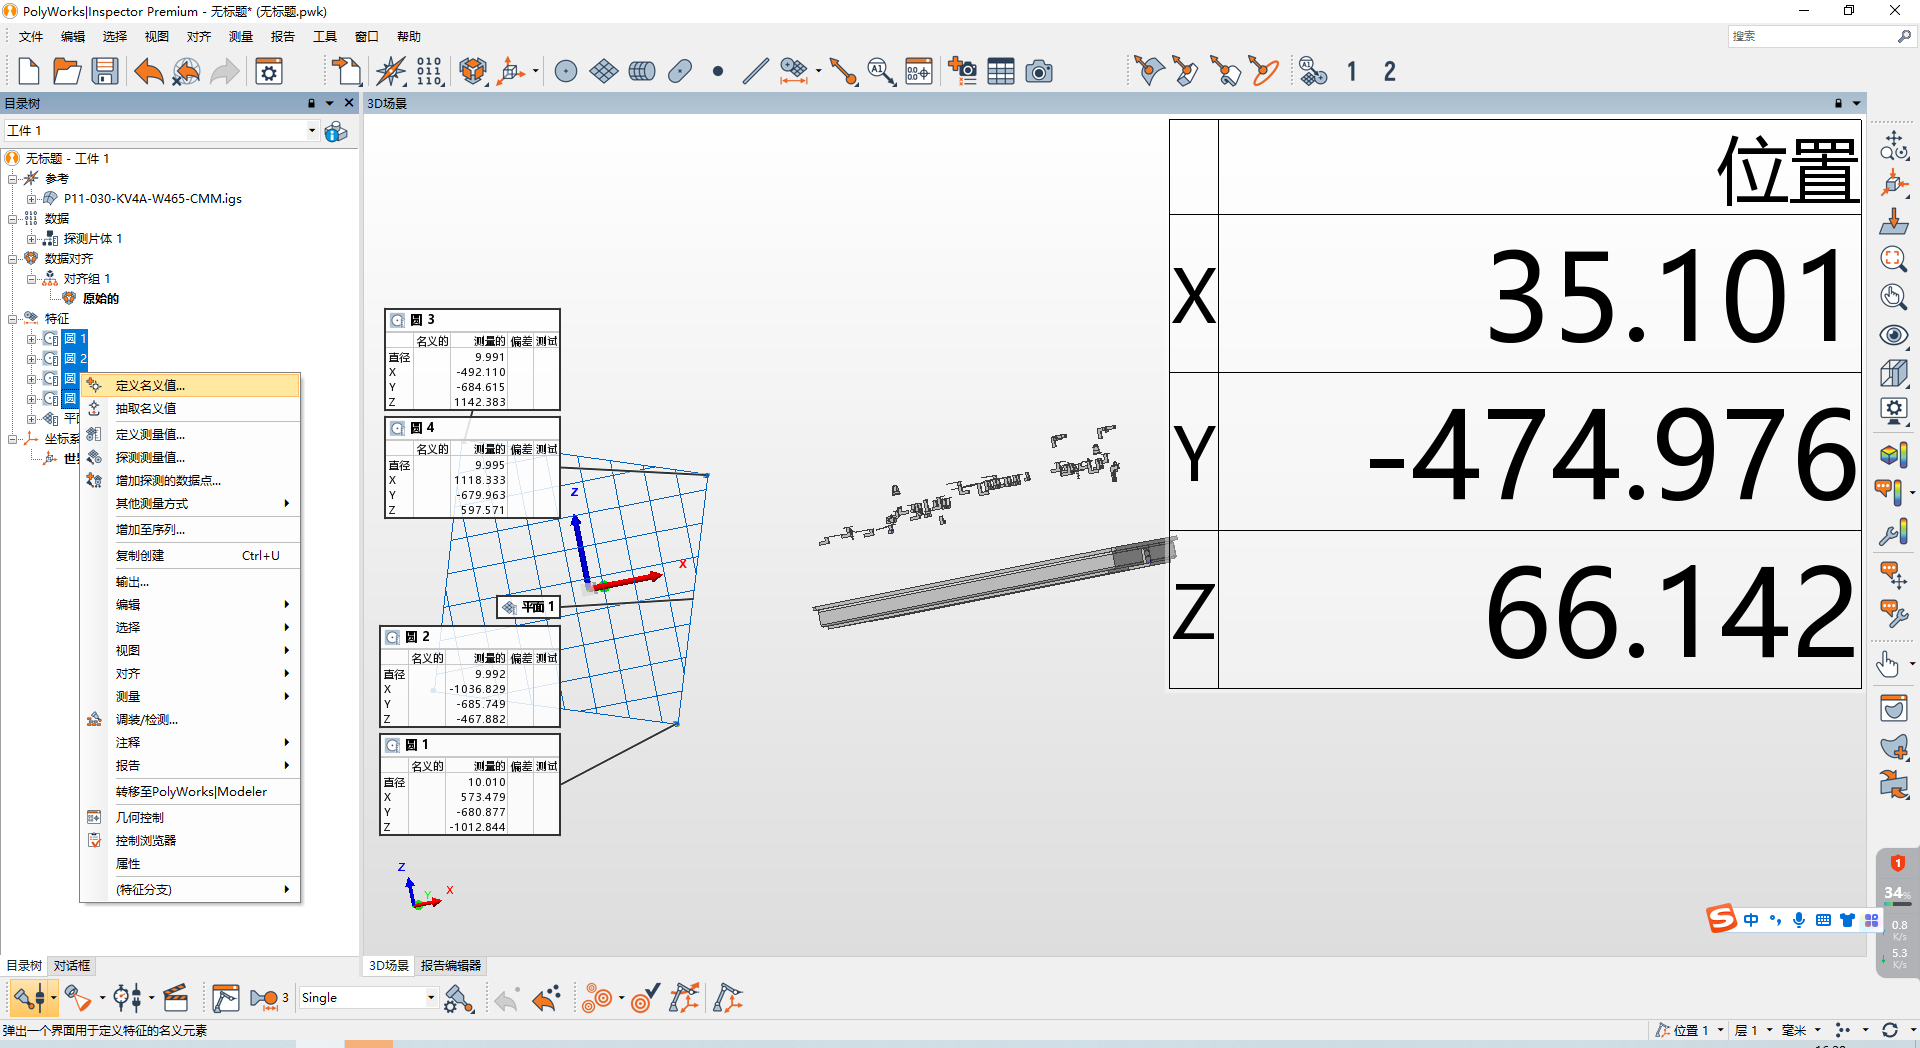 PolyWorks|Inspector Premium - 无标题* (无标题.pwk)
文件 编辑 选择 视图 对齐 测量 报告 工具 窗口 帮助
搜索
1 2
目录树
3D场景
工件 1
无标题 - 工件 1
参考
P11-030-KV4A-W465-CMM.igs
数据
探测片体 1
数据对齐
对齐组 1
原始的
特征
圆 1
圆 2
圆
圆
平面
坐标系
世界
定义名义值...
抽取名义值
定义测量值...
探测测量值...
增加探测的数据点...
其他测量方式
增加至序列...
复制创建 Ctrl+U
输出...
编辑
选择
视图
对齐
测量
调装/检测...
注释
报告
转移至PolyWorks|Modeler
几何控制
控制浏览器
属性
(特征分支)
圆 3
名义的 测量的 偏差 测试
直径 9.991
X -492.110
Y -684.615
Z 1142.383
圆 4
名义的 测量的 偏差 测试
直径 9.995
X 1118.333
Y -679.963
Z 597.571
Z
X
平面 1
圆 2
名义的 测量的 偏差 测试
直径 9.992
X -1036.829
Y -685.749
Z -467.882
圆 1
名义的 测量的 偏差 测试
直径 10.010
X 573.479
Y -680.877
Z -1012.844
Z
Y
X
位置
X 35.101
Y -474.976
Z 66.142
1
34%
0.8
K/s
5.3
K/s
中
目录树 对话框
3D场景 报告编辑器
3 Single
弹出一个界面用于定义特征的名义元素
位置 1 层 1 毫米